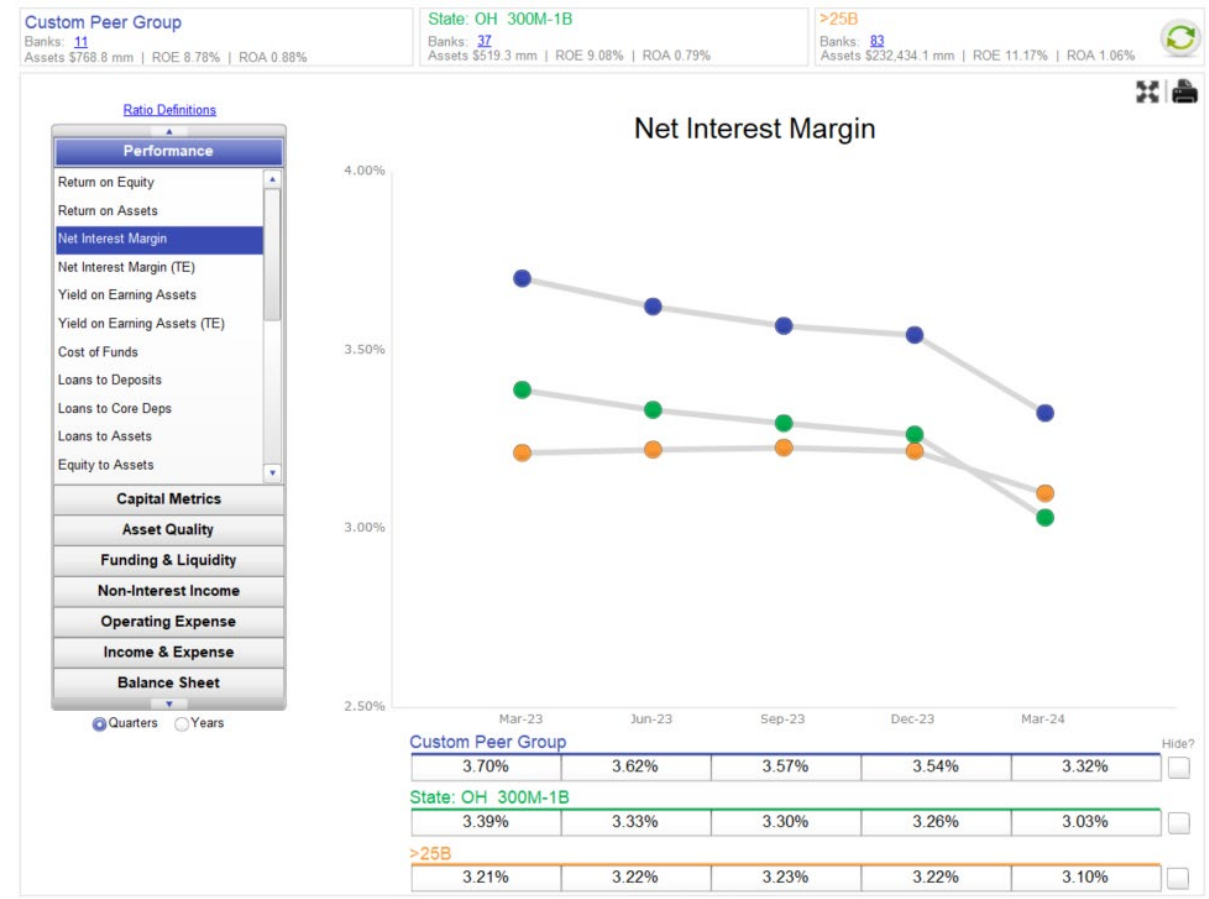 Custom Peer Group
Banks: 11
Assets $768.8 mm | ROE 8.78% | ROA 0.88%
State: OH 300M-1B
Banks: 37
Assets $519.3 mm | ROE 9.08% | ROA 0.79%
>25B
Banks: 83
Assets $232,434.1 mm | ROE 11.17% | ROA 1.06%
Ratio Definitions
Performance
Return on Equity
Return on Assets
Net Interest Margin
Net Interest Margin (TE)
Yield on Earning Assets
Yield on Earning Assets (TE)
Cost of Funds
Loans to Deposits
Loans to Core Deps
Loans to Assets
Equity to Assets
Capital Metrics
Asset Quality
Funding & Liquidity
Non-Interest Income
Operating Expense
Income & Expense
Balance Sheet
Quarters Years
Net Interest Margin
4.00%
3.50%
3.00%
2.50%
Mar-23 Jun-23 Sep-23 Dec-23 Mar-24
Custom Peer Group Hide?
3.70% 3.62% 3.57% 3.54% 3.32%
State: OH 300M-1B
3.39% 3.33% 3.30% 3.26% 3.03%
>25B
3.21% 3.22% 3.23% 3.22% 3.10%